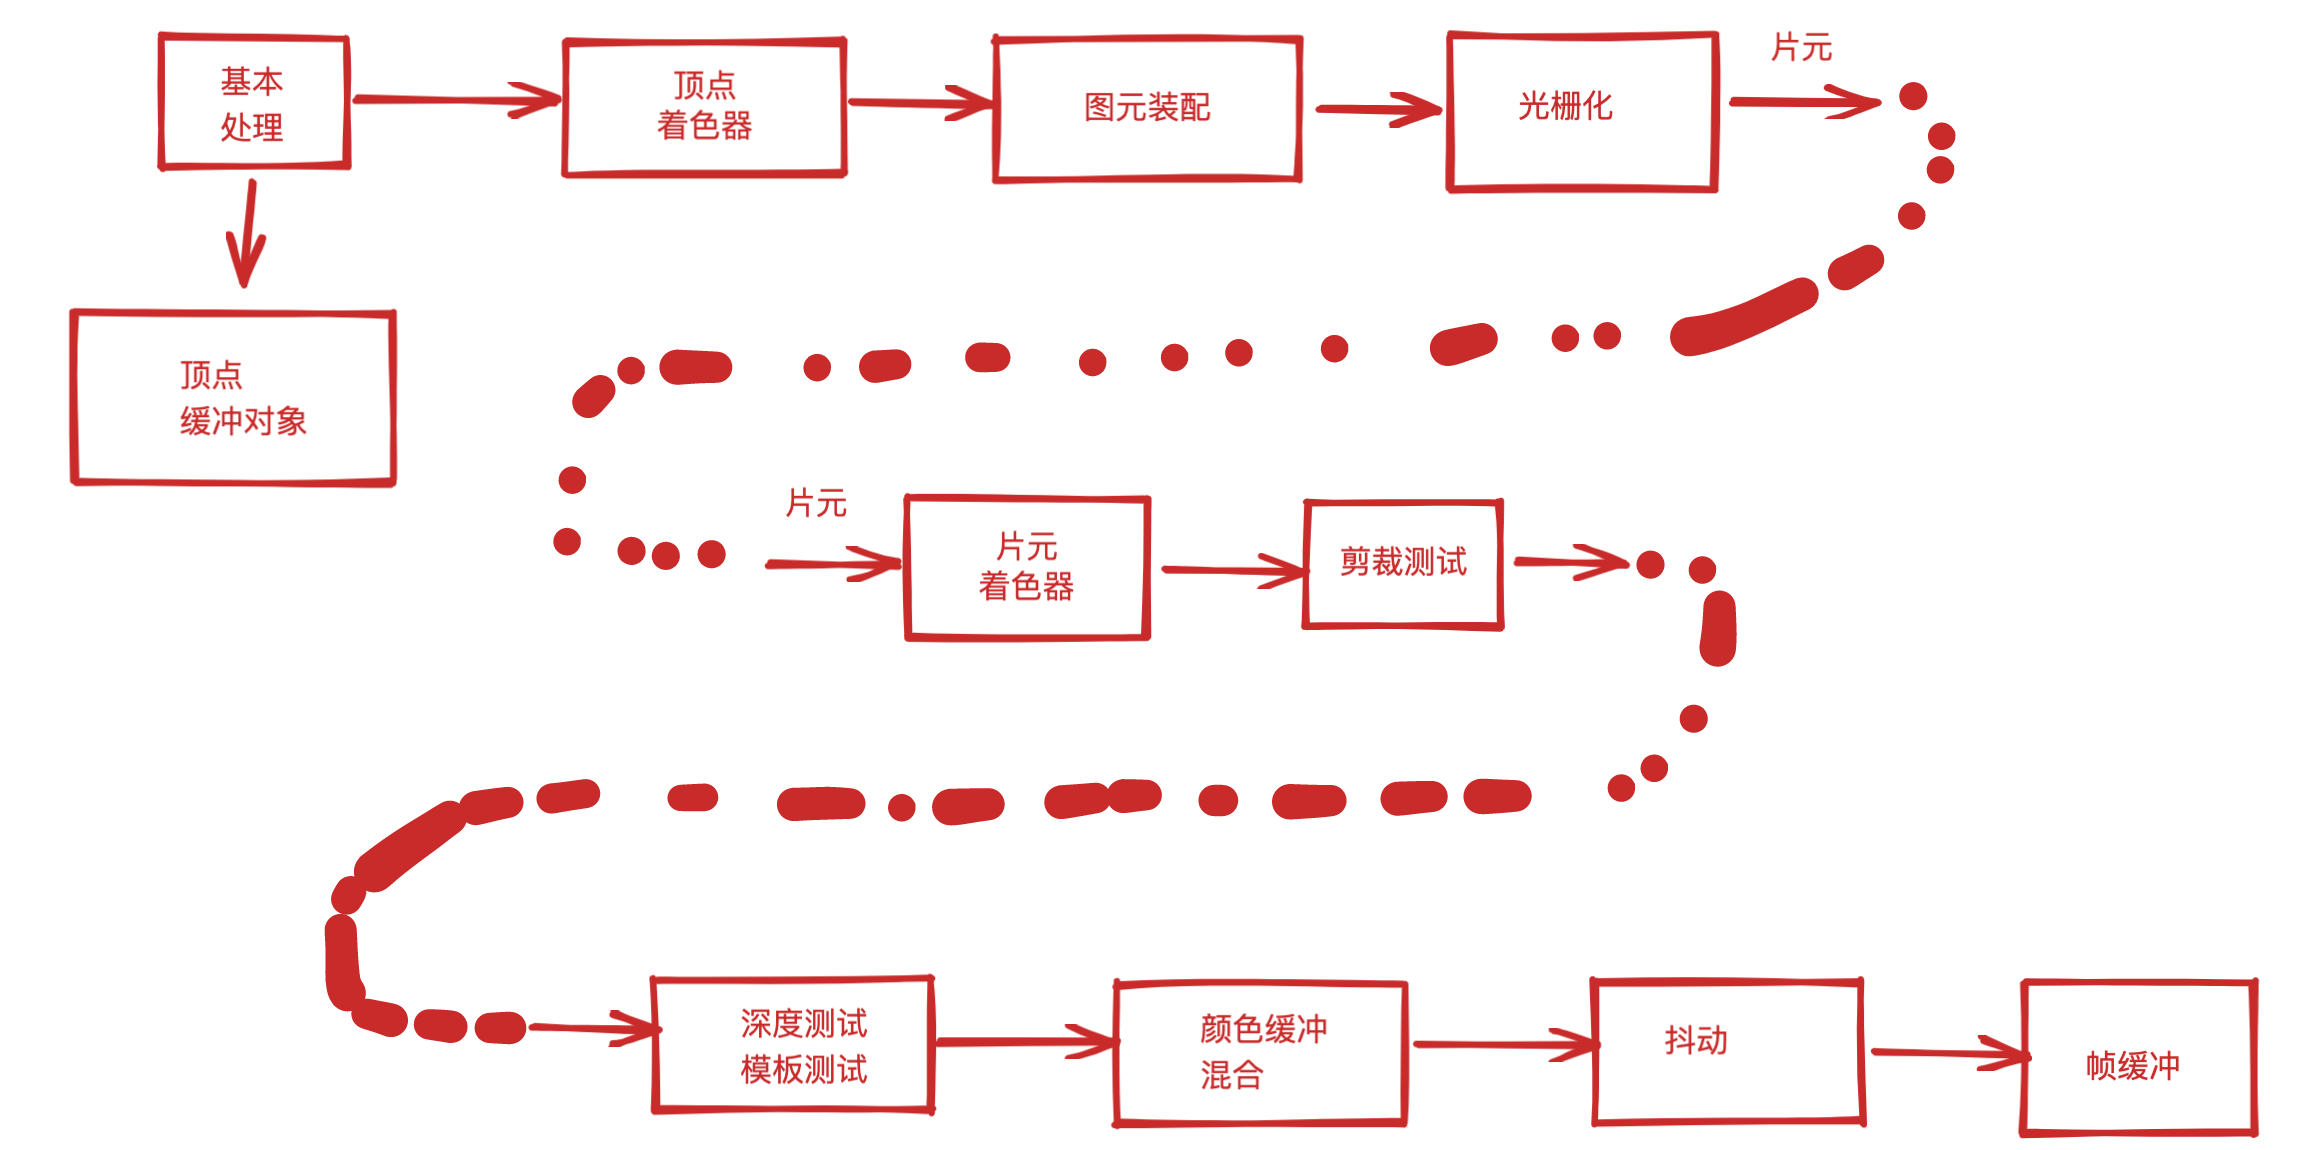 基本
处理
顶点
着色器
图元装配
光栅化
片元
顶点
缓冲对象
片元
片元
着色器
剪裁测试
深度测试
模板测试
颜色缓冲
混合
抖动
帧缓冲